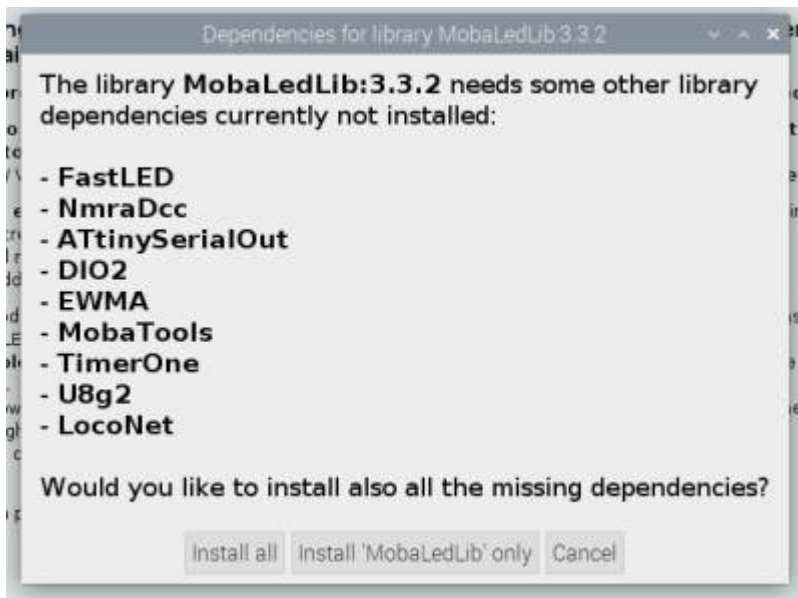 Dependencies for library MobaLedLib:3.3.2
The library MobaLedLib:3.3.2 needs some other library
dependencies currently not installed:
- FastLED
- NmraDcc
- ATtinySerialOut
- DIO2
- EWMA
- MobaTools
- TimerOne
- U8g2
- LocoNet
Would you like to install also all the missing dependencies?
Install all
Install 'MobaLedLib' only
Cancel